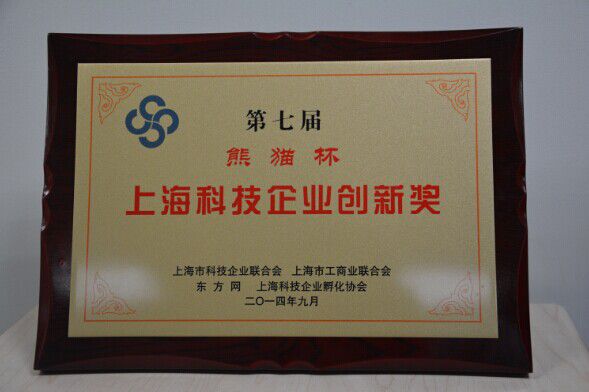 第七届
熊猫杯
上海科技企业创新奖
上海市科技企业联合会 上海市工商业联合会
东方网 上海科技企业孵化协会
二〇一四年九月